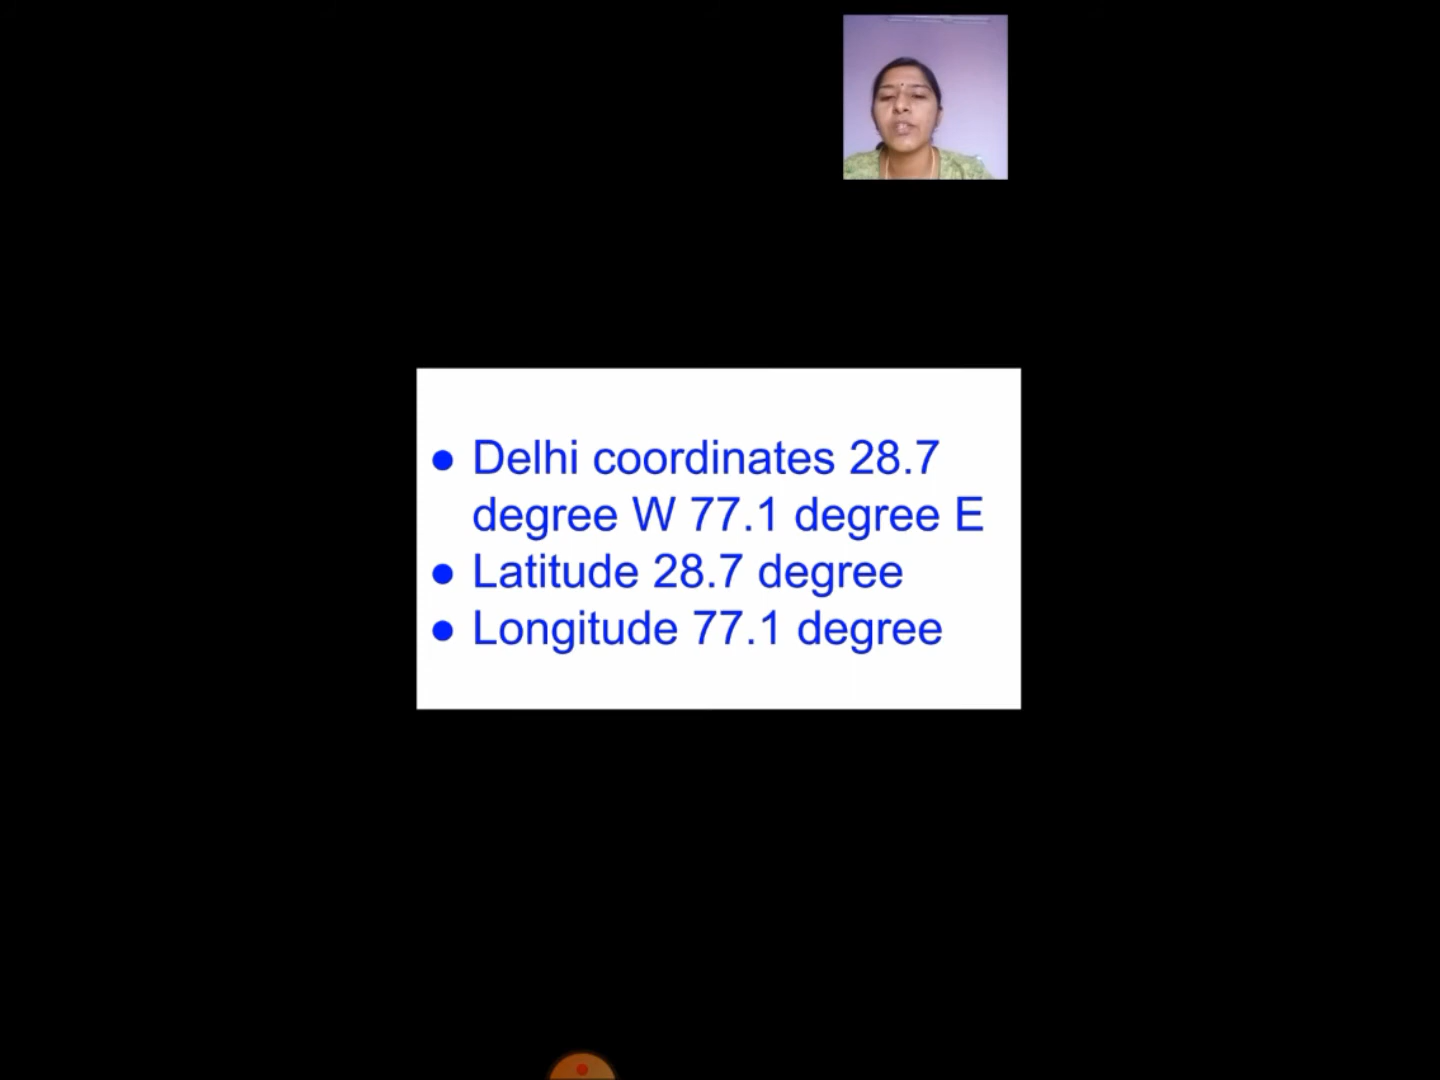 ● Delhi coordinates 28.7
degree W 77.1 degree E
● Latitude 28.7 degree
● Longitude 77.1 degree